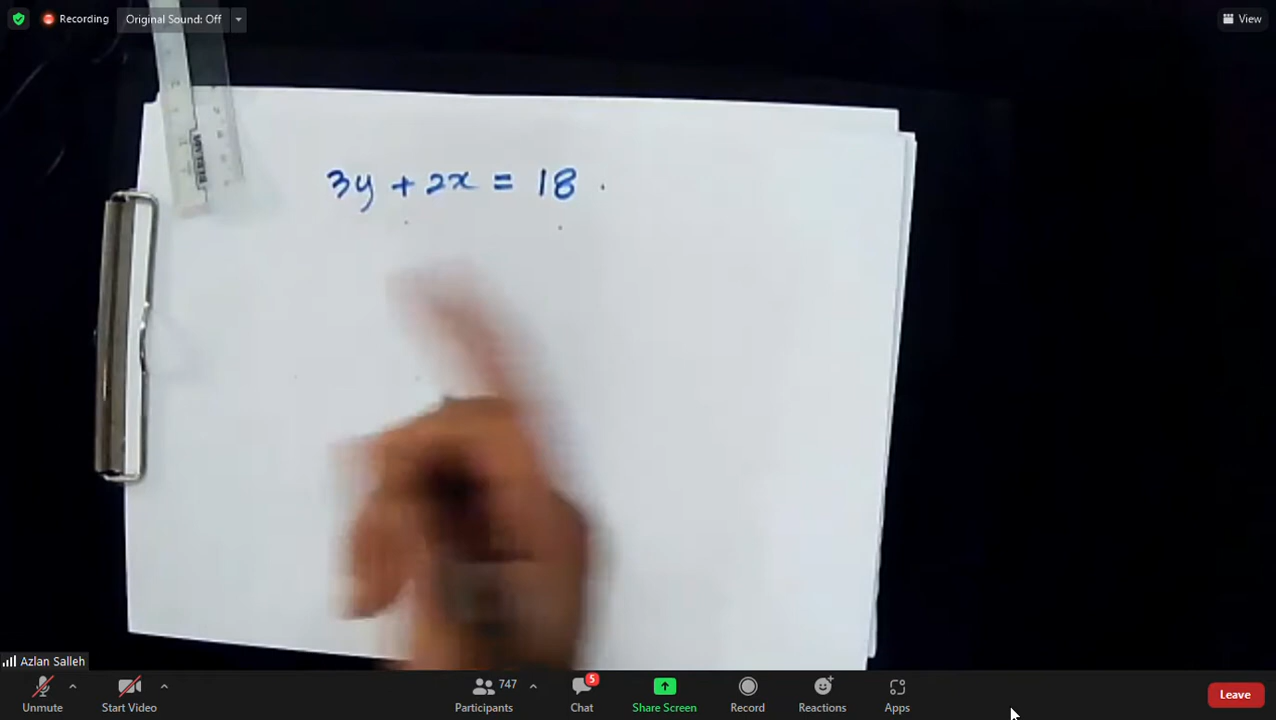 Recording
Original Sound: Off
View
3y + 2x = 18 .
Azlan Salleh
Unmute
Start Video
747
Participants
5
Chat
Share Screen
Record
Reactions
Apps
Leave